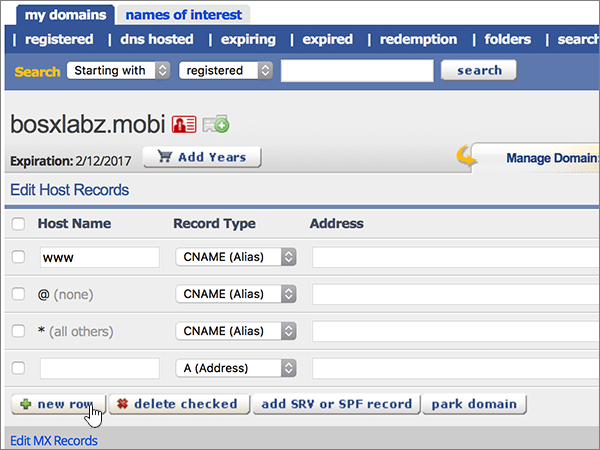 my domains names of interest
| registered | dns hosted | expiring | expired | redemption | folders | search
Search Starting with registered search
bosxlabz.mobi
Expiration: 2/12/2017 Add Years Manage Domain:
Edit Host Records
Host Name Record Type Address
www CNAME (Alias)
@ (none) CNAME (Alias)
* (all others) CNAME (Alias)
A (Address)
new row delete checked add SRV or SPF record park domain
Edit MX Records